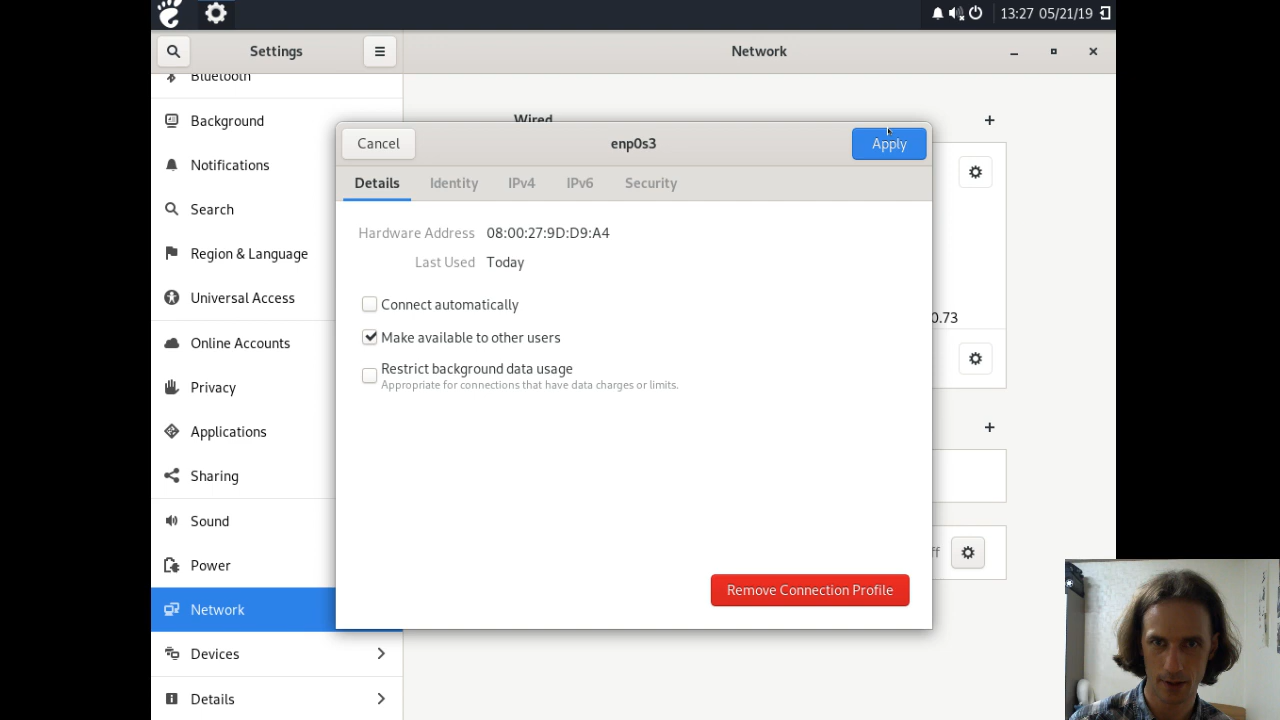 13:27 05/21/19
Settings
Network
Bluetooth
Background
Notifications
Search
Region & Language
Universal Access
Online Accounts
Privacy
Applications
Sharing
Sound
Power
Network
Devices
Details
Wired
Cancel
enp0s3
Apply
Details
Identity
IPv4
IPv6
Security
Hardware Address 08:00:27:9D:D9:A4
Last Used Today
Connect automatically
Make available to other users
Restrict background data usage
Appropriate for connections that have data charges or limits.
Remove Connection Profile
0.73
ff